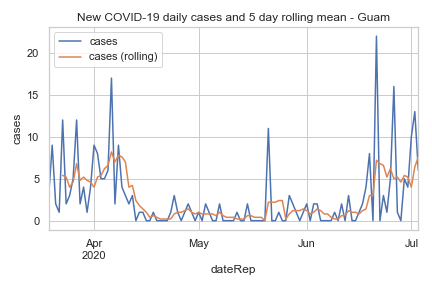 New COVID-19 daily cases and 5 day rolling mean - Guam
cases
cases (rolling)
20
15
10
5
0
cases
Apr
2020
May
Jun
Jul
dateRep